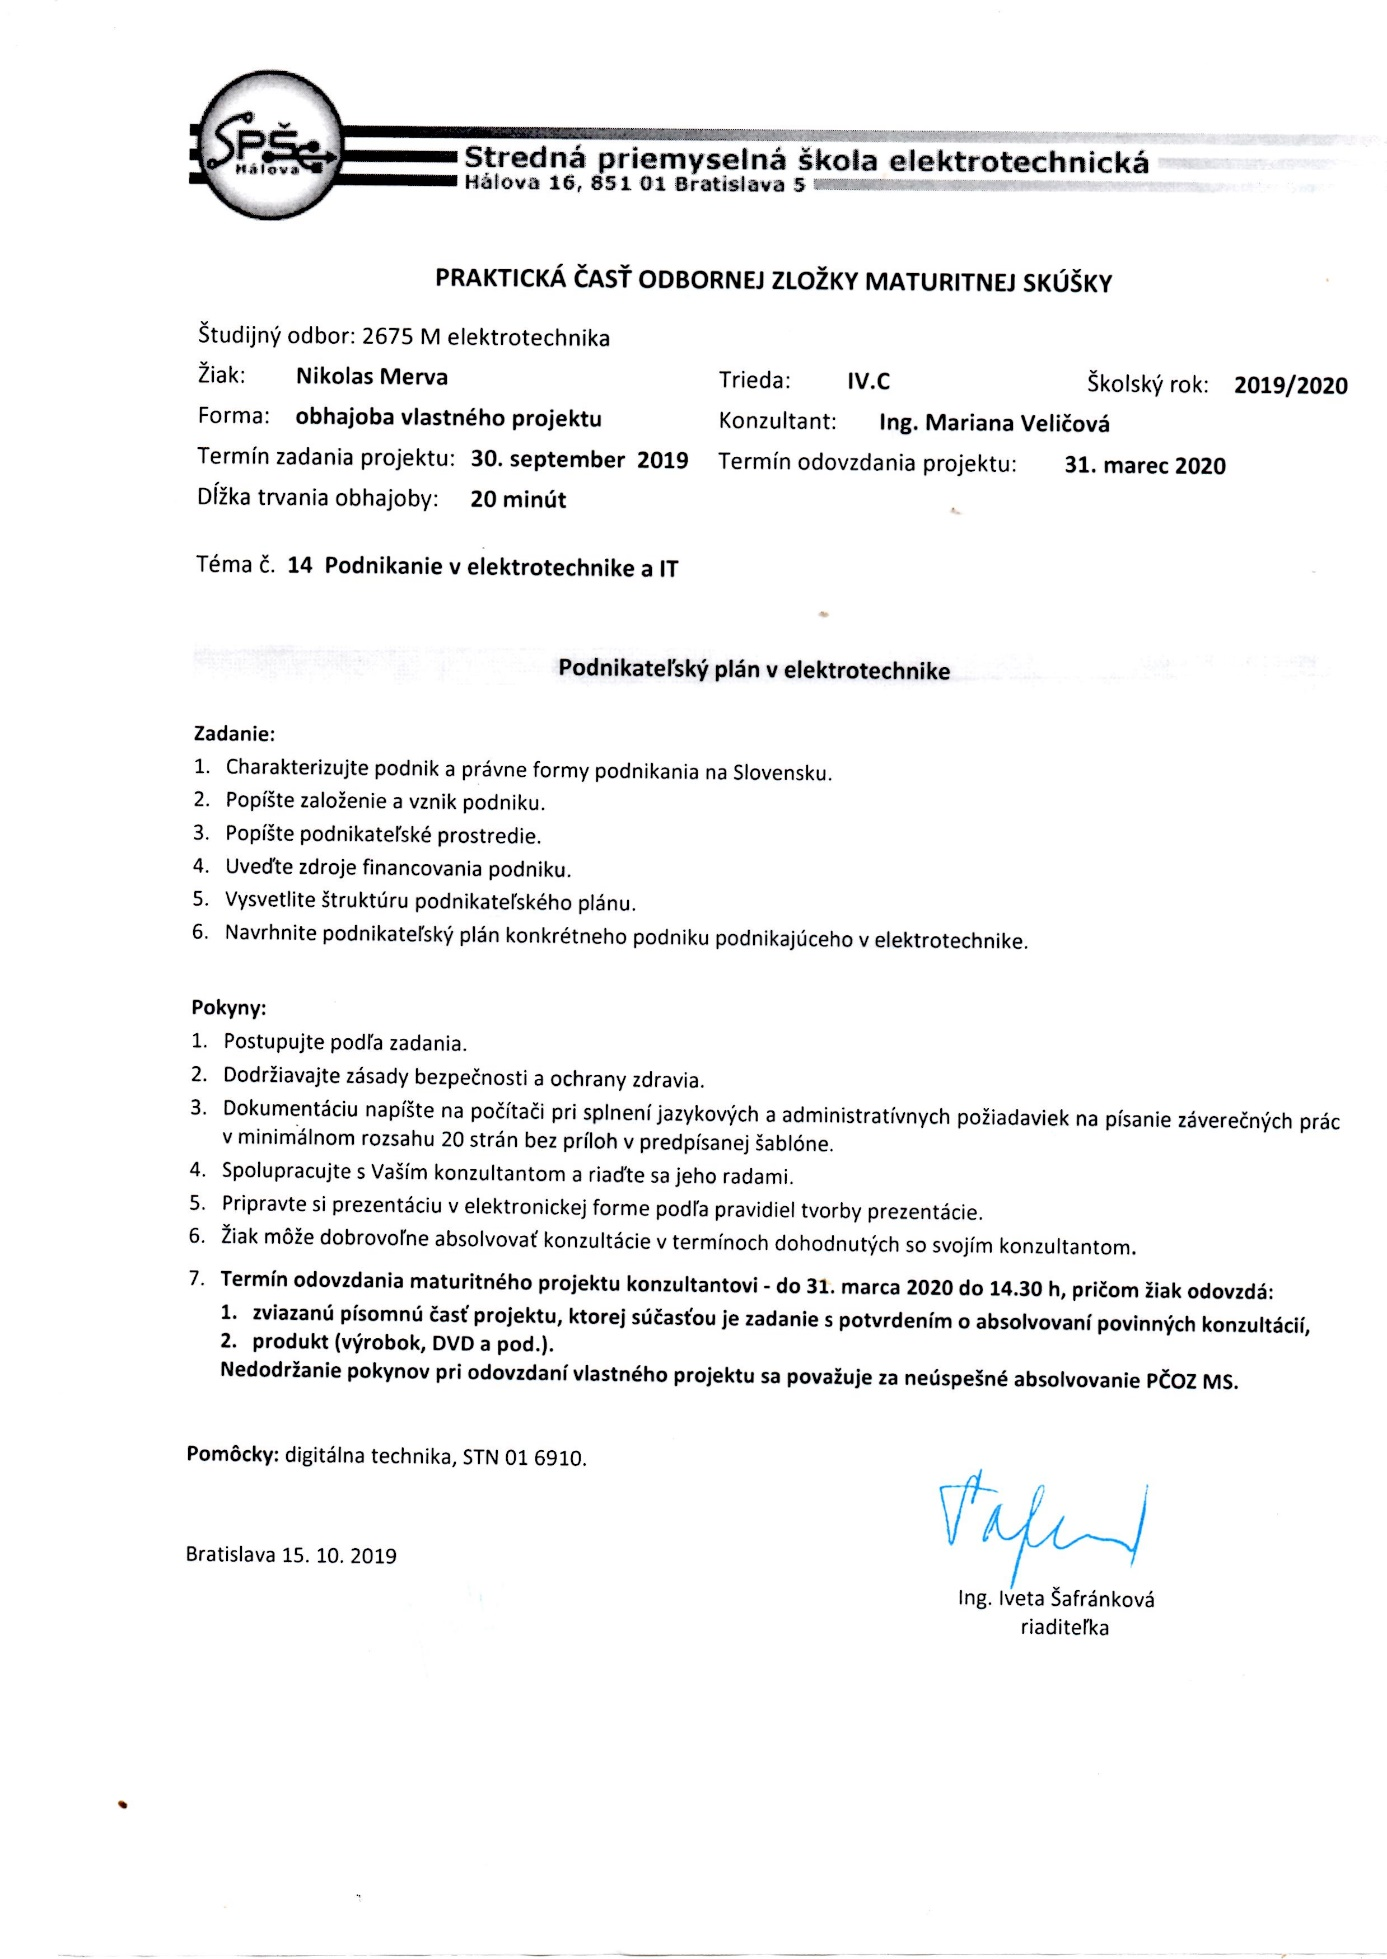 SPŠe
Hálova
Stredná priemyselná škola elektrotechnická
Hálova 16, 851 01 Bratislava 5
PRAKTICKÁ ČASŤ ODBORNEJ ZLOŽKY MATURITNEJ SKÚŠKY
Študijný odbor: 2675 M elektrotechnika
Žiak: Nikolas Merva Trieda: IV.C Školský rok: 2019/2020
Forma: obhajoba vlastného projektu Konzultant: Ing. Mariana Veličová
Termín zadania projektu: 30. september 2019 Termín odovzdania projektu: 31. marec 2020
Dĺžka trvania obhajoby: 20 minút
Téma č. 14 Podnikanie v elektrotechnike a IT
Podnikateľský plán v elektrotechnike
Zadanie:
1. Charakterizujte podnik a právne formy podnikania na Slovensku.
2. Popíšte založenie a vznik podniku.
3. Popíšte podnikateľské prostredie.
4. Uveďte zdroje financovania podniku.
5. Vysvetlite štruktúru podnikateľského plánu.
6. Navrhnite podnikateľský plán konkrétneho podniku podnikajúceho v elektrotechnike.
Pokyny:
1. Postupujte podľa zadania.
2. Dodržiavajte zásady bezpečnosti a ochrany zdravia.
3. Dokumentáciu napíšte na počítači pri splnení jazykových a administratívnych požiadaviek na písanie záverečných prác
v minimálnom rozsahu 20 strán bez príloh v predpísanej šablóne.
4. Spolupracujte s Vaším konzultantom a riaďte sa jeho radami.
5. Pripravte si prezentáciu v elektronickej forme podľa pravidiel tvorby prezentácie.
6. Žiak môže dobrovoľne absolvovať konzultácie v termínoch dohodnutých so svojím konzultantom.
7. Termín odovzdania maturitného projektu konzultantovi - do 31. marca 2020 do 14.30 h, pričom žiak odovzdá:
1. zviazanú písomnú časť projektu, ktorej súčasťou je zadanie s potvrdením o absolvovaní povinných konzultácií,
2. produkt (výrobok, DVD a pod.).
Nedodržanie pokynov pri odovzdaní vlastného projektu sa považuje za neúspešné absolvovanie PČOZ MS.
Pomôcky: digitálna technika, STN 01 6910.
Bratislava 15. 10. 2019
Ing. Iveta Šafránková
riaditeľka